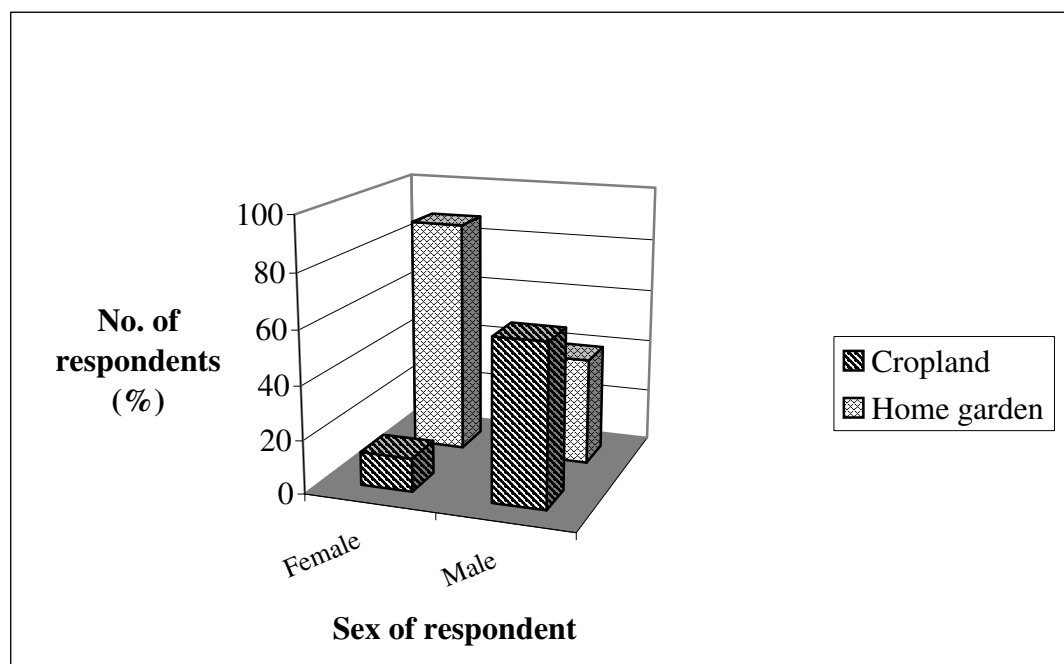 100
80
60
40
20
0
No. of
respondents
(%)
Female
Male
Sex of respondent
Cropland
Home garden